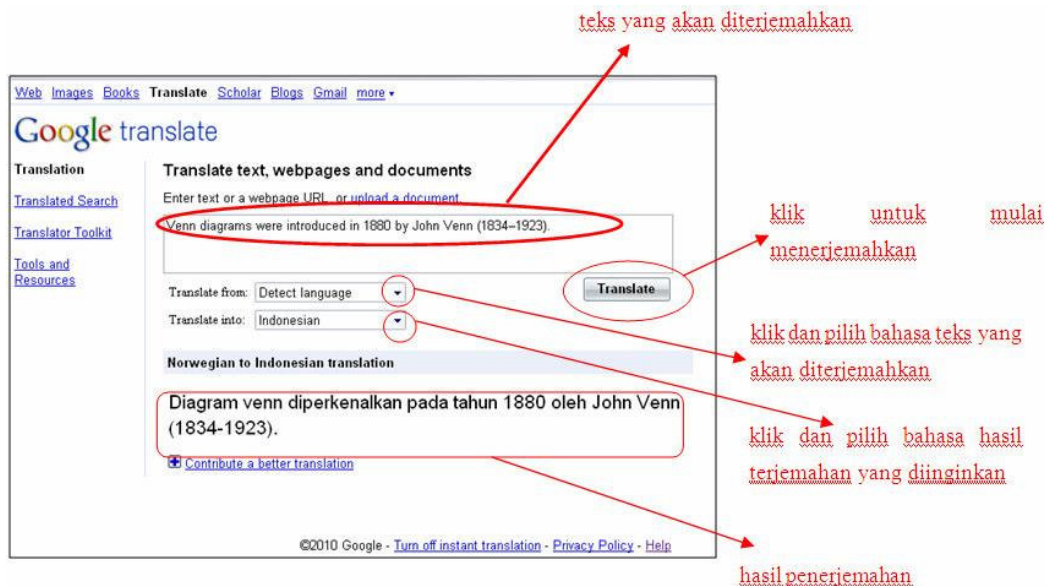 teks yang akan diterjemahkan
Web Images Books Translate Scholar Blogs Gmail more
Google translate
Translation
Translated Search
Translator Toolkit
Tools and
Resources
Translate text, webpages and documents
Enter text or a webpage URL, or upload a document.
Venn diagrams were introduced in 1880 by John Venn (1834–1923).
Translate from: Detect language
Translate
Translate into: Indonesian
Norwegian to Indonesian translation
Diagram venn diperkenalkan pada tahun 1880 oleh John Venn
(1834-1923).
Contribute a better translation
©2010 Google - Turn off instant translation - Privacy Policy - Help
klik untuk mulai
menerjemahkan
klik dan pilih bahasa teks yang
akan diterjemahkan
klik dan pilih bahasa hasil
terjemahan yang diinginkan
hasil penerjemahan